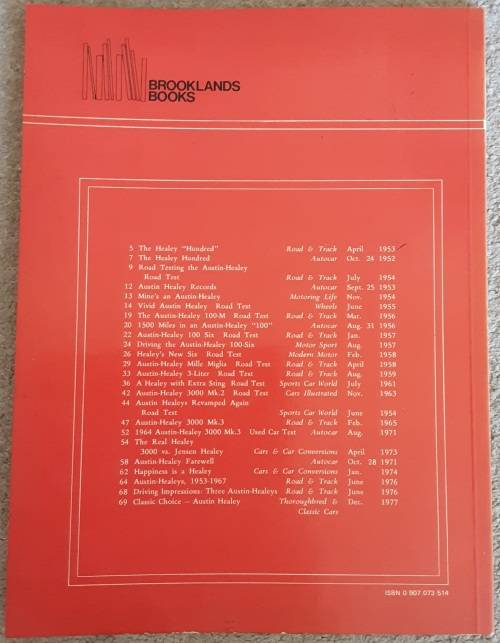 BROOKLANDS
BOOKS
5 The Healey "Hundred" Road & Track April 1953
7 The Healey Hundred Autocar Oct. 24 1952
9 Road Testing the Austin-Healey
Road Test Road & Track July 1954
12 Austin Healey Records Autocar Sept. 25 1953
13 Mine's an Austin-Healey Motoring Life Nov. 1954
14 Vivid Austin Healey Road Test Wheels June 1955
19 The Austin-Healey 100-M Road Test Road & Track Mar. 1956
20 1500 Miles in an Austin-Healey "100" Autocar Aug. 31 1956
22 Austin-Healey 100 Six Road Test Road & Track Jan. 1957
24 Driving the Austin-Healey 100-Six Motor Sport Aug. 1957
26 Healey's New Six Road Test Modern Motor Feb. 1958
29 Austin-Healey Mille Miglia Road Test Road & Track April 1958
33 Austin-Healey 3-Liter Road Test Road & Track Aug. 1959
36 A Healey with Extra Sting Road Test Sports Car World July 1961
42 Austin-Healey 3000 Mk.2 Road Test Cars Illustrated Nov. 1963
44 Austin Healeys Revamped Again
Road Test Sports Car World June 1954
47 Austin-Healey 3000 Mk.3 Road & Track Feb. 1965
52 1964 Austin-Healey 3000 Mk.3 Used Car Test Autocar Aug. 1971
54 The Real Healey
3000 vs. Jensen Healey Cars & Car Conversions April 1973
58 Austin-Healey Farewell Autocar Oct. 28 1971
62 Happiness is a Healey Cars & Car Conversions Jan. 1974
64 Austin-Healeys, 1953-1967 Road & Track June 1976
68 Driving Impressions: Three Austin-Healeys Road & Track June 1976
69 Classic Choice – Austin Healey Thoroughbred & Dec. 1977
Classic Cars
ISBN 0 907 073 514